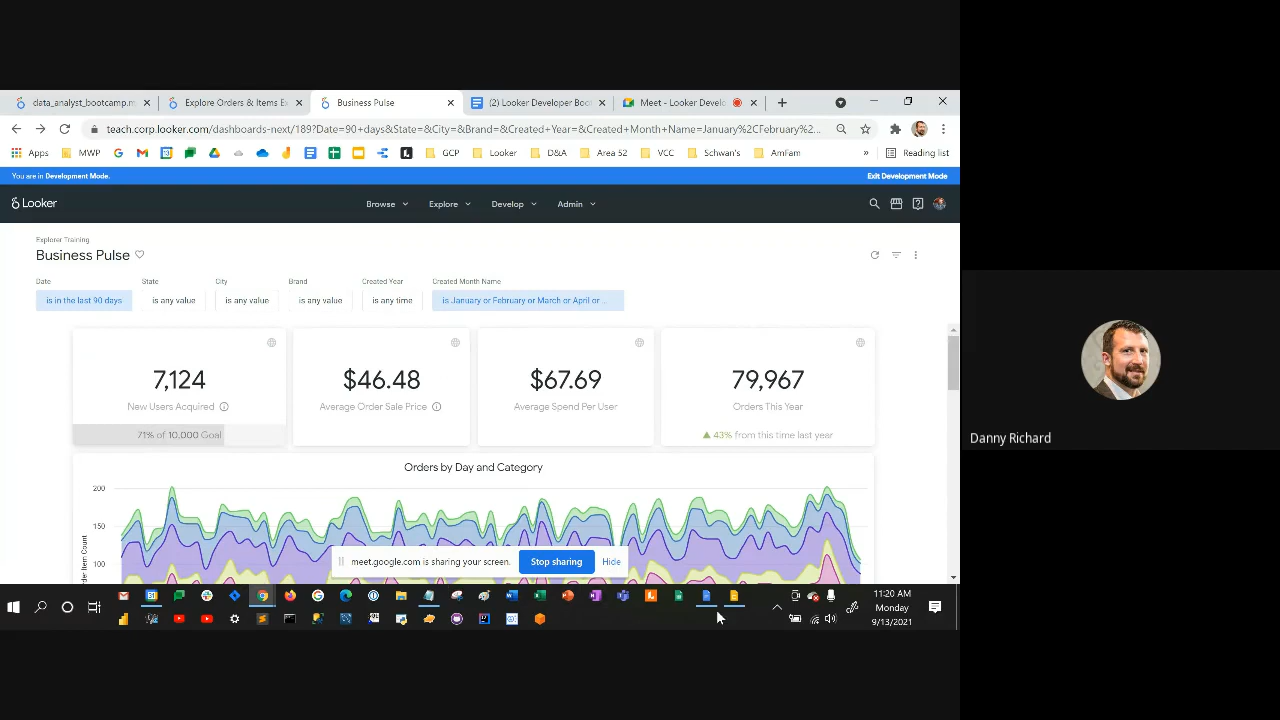 data_analyst_bootcamp.m
Explore Orders & Items E
Business Pulse
(2) Looker Developer Boo
Meet - Looker Develo
teach.corp.looker.com/dashboards-next/189?Date=90+days&State=&City=&Brand=&Created+Year=&Created+Month+Name=January%2CFebruary%2...
Apps
MWP
GCP
Looker
D&A
Area 52
VCC
Schwan's
AmFam
»
Reading list
You are in Development Mode.
Exit Development Mode
Looker
Browse
Explore
Develop
Admin
Explorer Training
Business Pulse
Date
State
City
Brand
Created Year
Created Month Name
is in the last 90 days
is any value
is any value
is any value
is any time
is January or February or March or April or ...
7,124
New Users Acquired
71% of 10,000 Goal
$46.48
Average Order Sale Price
$67.69
Average Spend Per User
79,967
Orders This Year
▲ 43% from this time last year
Orders by Day and Category
200
150
100
der Item Count
meet.google.com is sharing your screen.
Stop sharing
Hide
11:20 AM
Monday
9/13/2021
Danny Richard